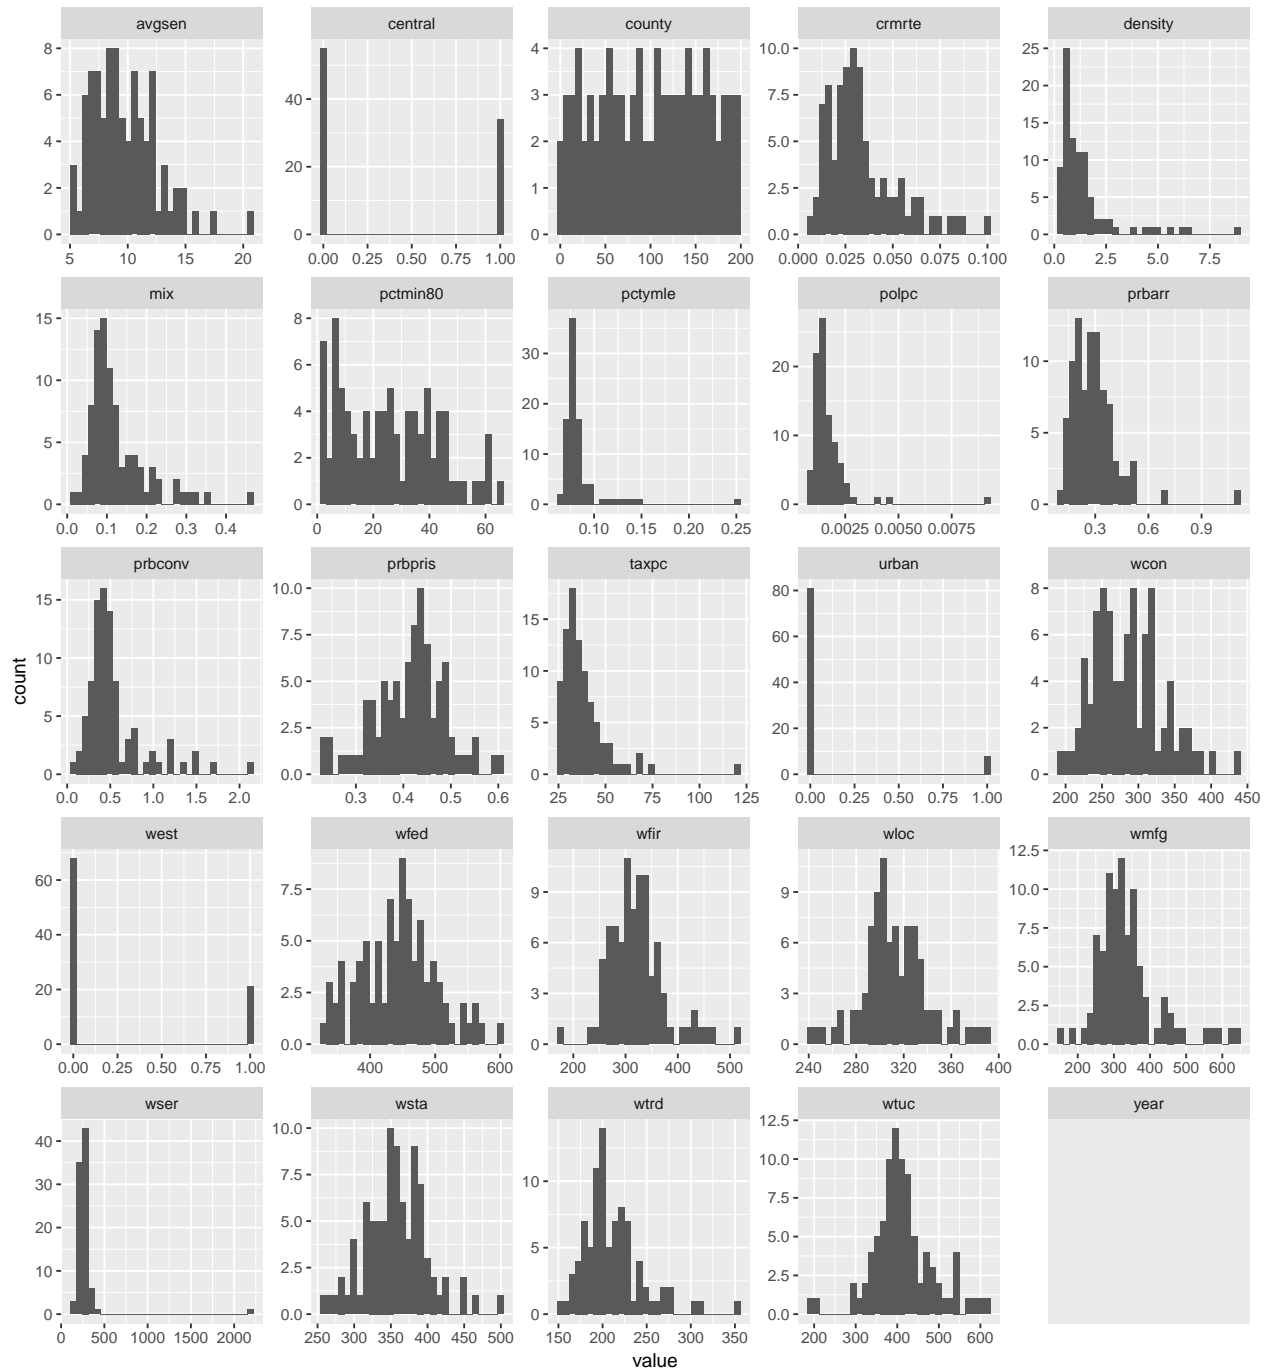 avgsen central county crmrte density
8 6 4 2 0
40 20 0
4 3 2 1 0
10.0 7.5 5.0 2.5 0.0
25 20 15 10 5 0
5 10 15 20
0.00 0.25 0.50 0.75 1.00
0 50 100 150 200
0.000 0.025 0.050 0.075 0.100
0.0 2.5 5.0 7.5
mix pctmin80 pctymle polpc prbarr
15 10 5 0
8 6 4 2 0
30 20 10 0
20 10 0
10 5 0
0.0 0.1 0.2 0.3 0.4
0 20 40 60
0.10 0.15 0.20 0.25
0.0025 0.0050 0.0075
0.3 0.6 0.9
prbconv prbpris taxpc urban wcon
15 10 5 0
10.0 7.5 5.0 2.5 0.0
15 10 5 0
80 60 40 20 0
8 6 4 2 0
0.0 0.5 1.0 1.5 2.0
0.3 0.4 0.5 0.6
25 50 75 100 125
0.00 0.25 0.50 0.75 1.00
200 250 300 350 400 450
count
west wfed wfir wloc wmfg
60 40 20 0
7.5 5.0 2.5 0.0
9 6 3 0
9 6 3 0
12.5 10.0 7.5 5.0 2.5 0.0
0.00 0.25 0.50 0.75 1.00
400 500 600
200 300 400 500
240 280 320 360 400
200 300 400 500 600
wser wsta wtrd wtuc year
40 30 20 10 0
10.0 7.5 5.0 2.5 0.0
10 5 0
12.5 10.0 7.5 5.0 2.5 0.0
0 500 1000 1500 2000
250 300 350 400 450 500
150 200 250 300 350
200 300 400 500 600
value